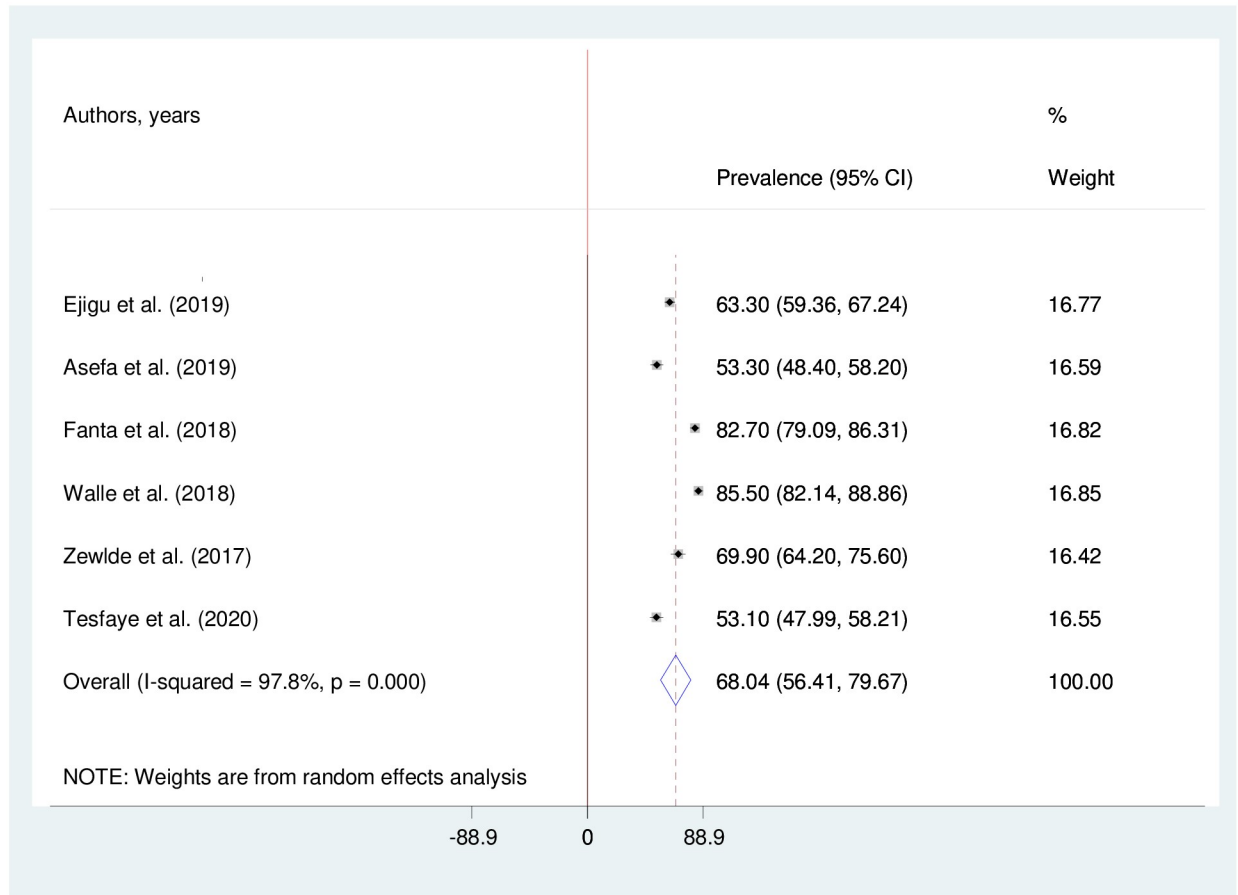 Authors, years %
Prevalence (95% CI) Weight
Ejigu et al. (2019) 63.30 (59.36, 67.24) 16.77
Asefa et al. (2019) 53.30 (48.40, 58.20) 16.59
Fanta et al. (2018) 82.70 (79.09, 86.31) 16.82
Walle et al. (2018) 85.50 (82.14, 88.86) 16.85
Zewlde et al. (2017) 69.90 (64.20, 75.60) 16.42
Tesfaye et al. (2020) 53.10 (47.99, 58.21) 16.55
Overall (I-squared = 97.8%, p = 0.000) 68.04 (56.41, 79.67) 100.00
NOTE: Weights are from random effects analysis
-88.9 0 88.9